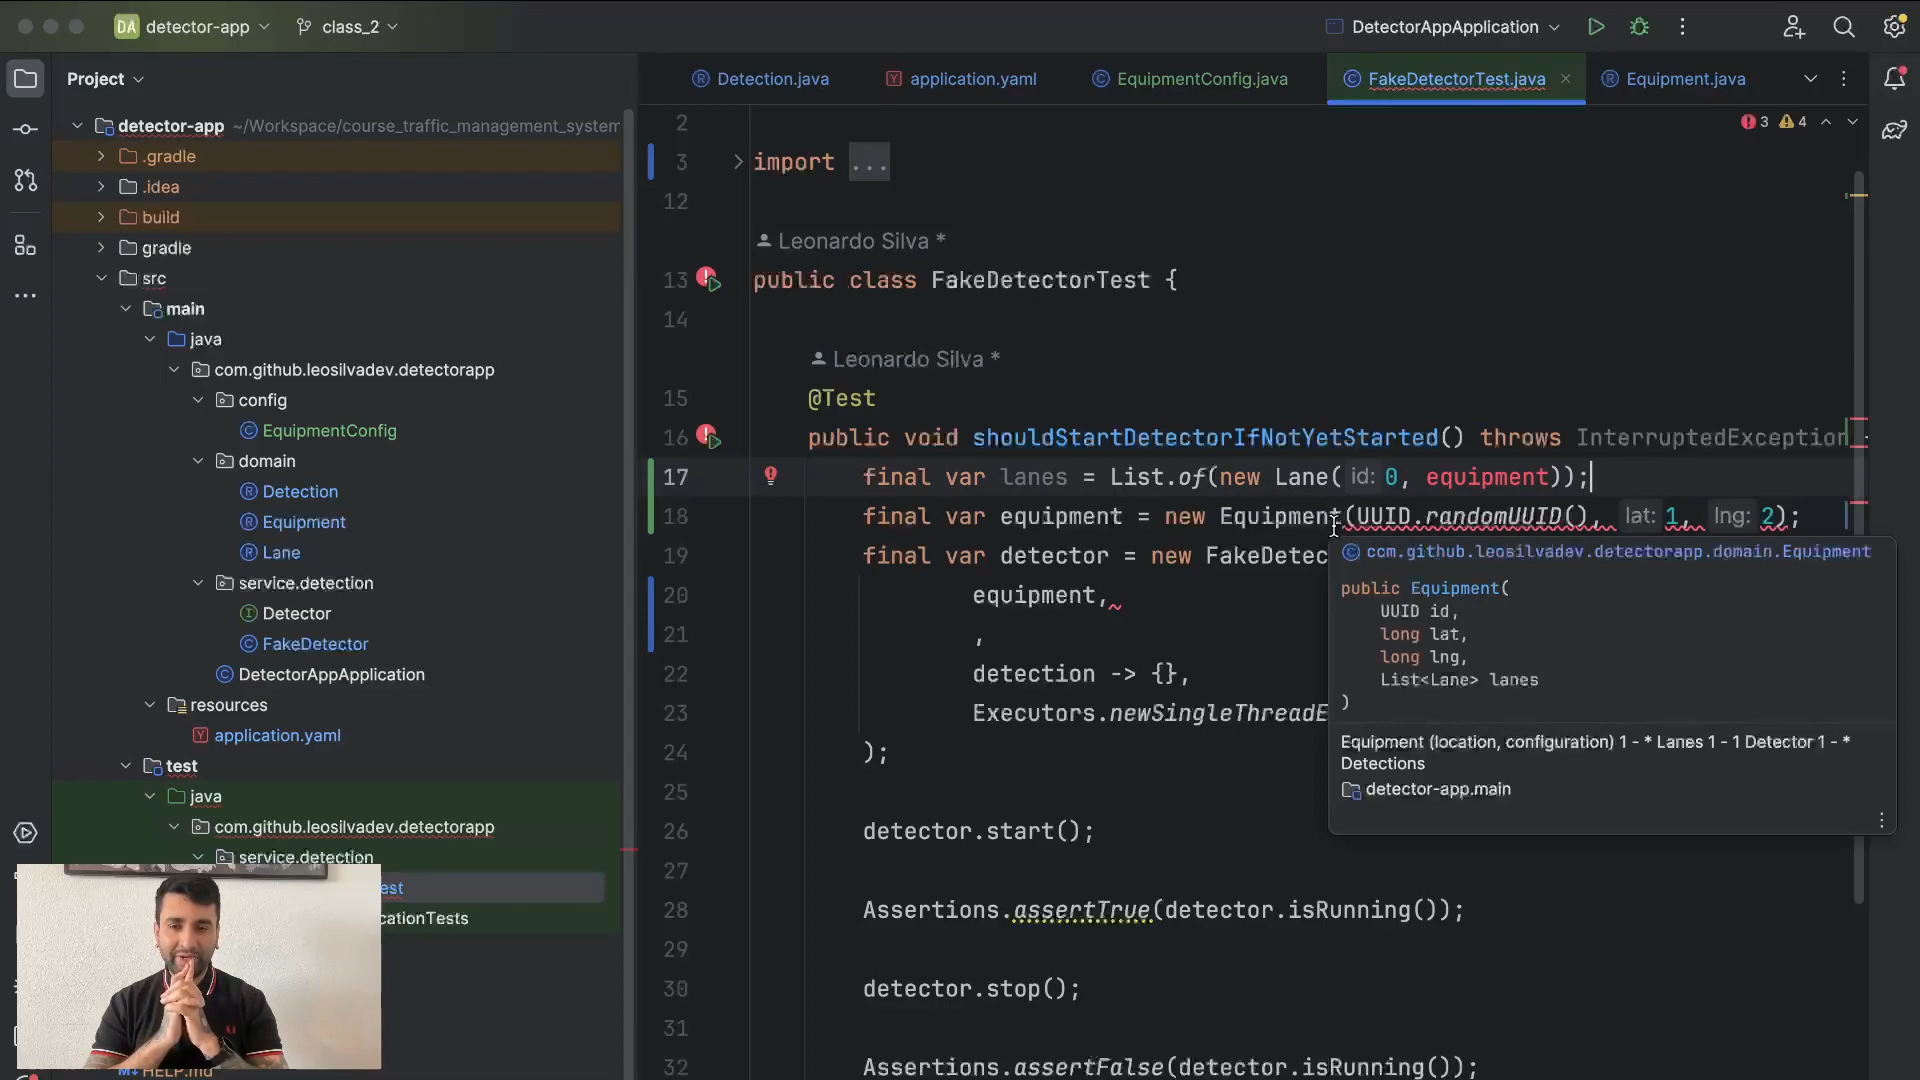 DA detector-app
class_2
DetectorAppApplication
Project
Detection.java
application.yaml
EquipmentConfig.java
FakeDetectorTest.java
Equipment.java
detector-app ~/Workspace/course_traffic_management_system
.gradle
.idea
build
gradle
src
main
java
com.github.leosilvadev.detectorapp
config
EquipmentConfig
domain
Detection
Equipment
Lane
service.detection
Detector
FakeDetector
DetectorAppApplication
resources
application.yaml
test
java
com.github.leosilvadev.detectorapp
service.detection
est
cationTests
HELP.md
3 4
2
3 import ...
12
Leonardo Silva *
13 public class FakeDetectorTest {
14
Leonardo Silva *
15 @Test
16 public void shouldStartDetectorIfNotYetStarted() throws InterruptedException
17 final var lanes = List.of(new Lane( id: 0, equipment));
18 final var equipment = new Equipment(UUID.randomUUID(), lat: 1, lng: 2);
19 final var detector = new FakeDetec
20 equipment,
21 ,
22 detection -> {},
23 Executors.newSingleThreadE
24 );
25
26 detector.start();
27
28 Assertions.assertTrue(detector.isRunning());
29
30 detector.stop();
31
32 Assertions.assertFalse(detector.isRunning());
com.github.leosilvadev.detectorapp.domain.Equipment
public Equipment(
UUID id,
long lat,
long lng,
List<Lane> lanes
)
Equipment (location, configuration) 1 - * Lanes 1 - 1 Detector 1 - *
Detections
detector-app.main